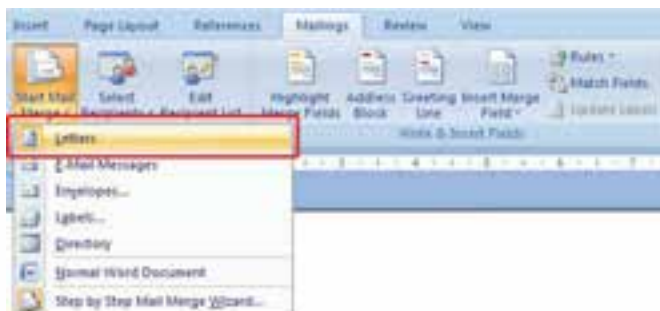 Insert Page Layout References Mailings Review View
Start Mail Merge Select Recipients Edit Recipient List Highlight Merge Fields Address Block Greeting Line Insert Merge Field Rules
Match Fields
Update Labels
Write & Insert Fields
Letters
E-Mail Messages
Envelopes...
Labels...
Directory
Normal Word Document
Step by Step Mail Merge Wizard...